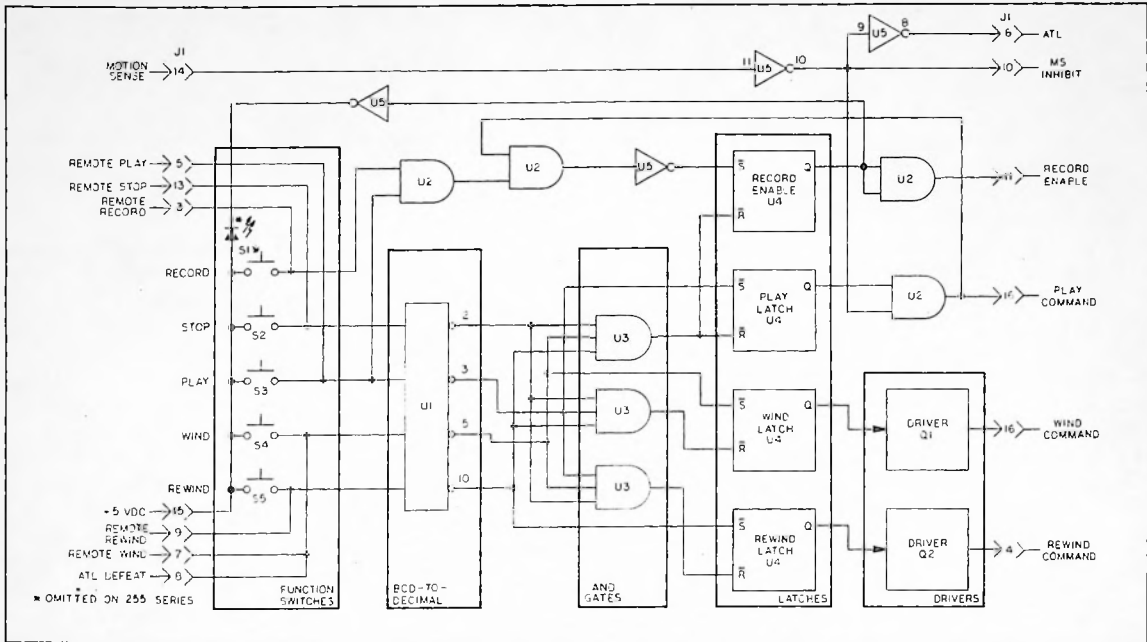 J1
MOTION SENSE 14
11 U5 10
9 U5 8
J1
6 ATL
10 MS INHIBIT
U5
REMOTE PLAY 5
REMOTE STOP 13
REMOTE RECORD 3
U2
U2
U5
S̅ Q
RECORD ENABLE U4
R̅
U2
RECORD ENABLE
S1*
RECORD
STOP S2
PLAY S3
WIND S4
REWIND S5
+5 VDC 15
REMOTE REWIND 9
REMOTE WIND 7
ATL DEFEAT 8
* OMITTED ON 255 SERIES
FUNCTION SWITCHES
U1
2
3
5
10
BCD-TO-DECIMAL
U3
U3
U3
AND GATES
S̅ Q
PLAY LATCH U4
R̅
U2
16 PLAY COMMAND
S̅ Q
WIND LATCH U4
R̅
DRIVER Q1
16 WIND COMMAND
S̅ Q
REWIND LATCH U4
R̅
DRIVER Q2
4 REWIND COMMAND
LATCHES
DRIVERS